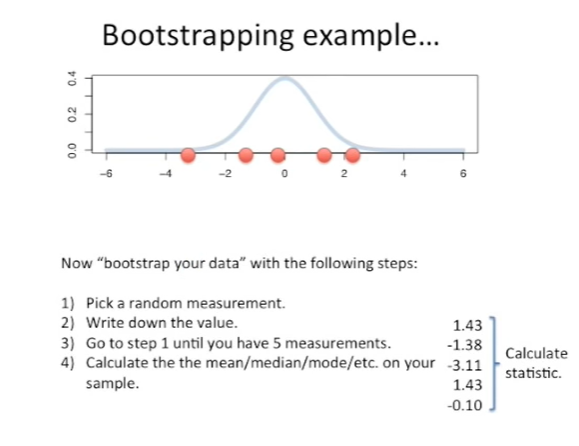 Bootstrapping example...
0.4
0.2
0.0
-6 -4 -2 0 2 4 6
Now “bootstrap your data” with the following steps:
1) Pick a random measurement.
2) Write down the value.
3) Go to step 1 until you have 5 measurements.
4) Calculate the the mean/median/mode/etc. on your
sample.
1.43
-1.38
-3.11
1.43
-0.10
Calculate
statistic.